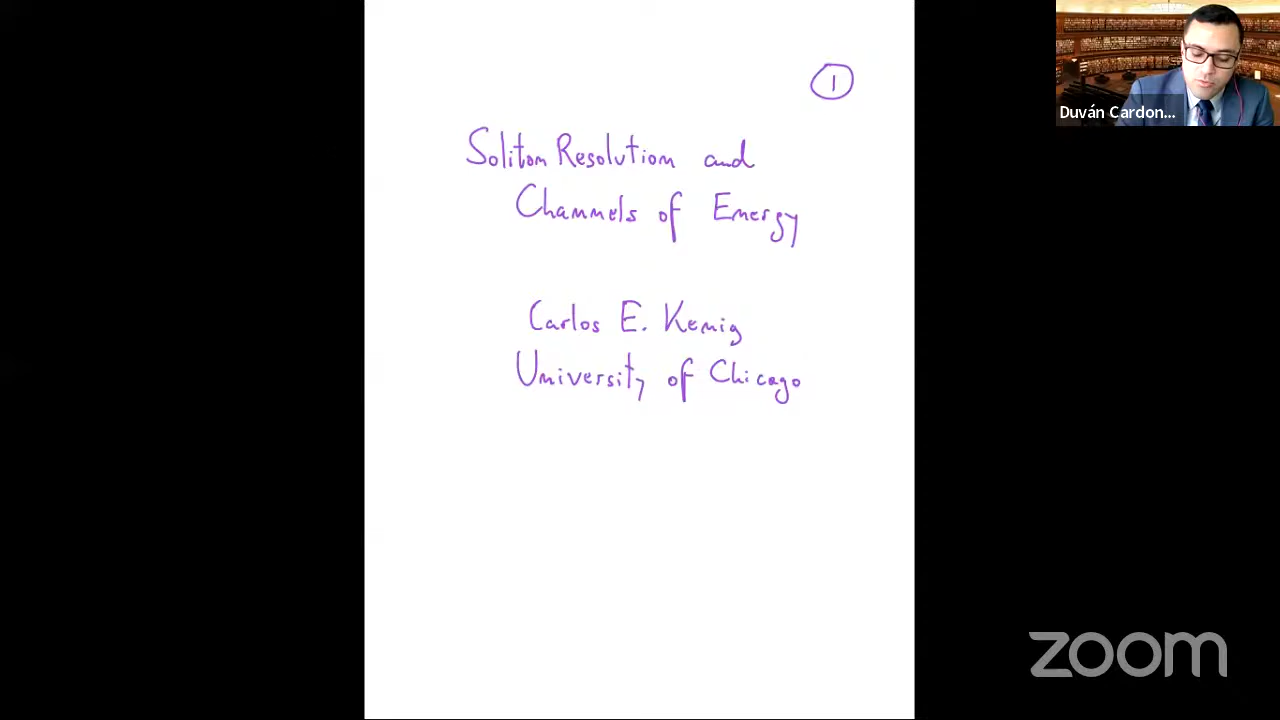 1
Soliton Resolution and
Channels of Energy
Carlos E. Kenig
University of Chicago
Duván Cardon...
zoom